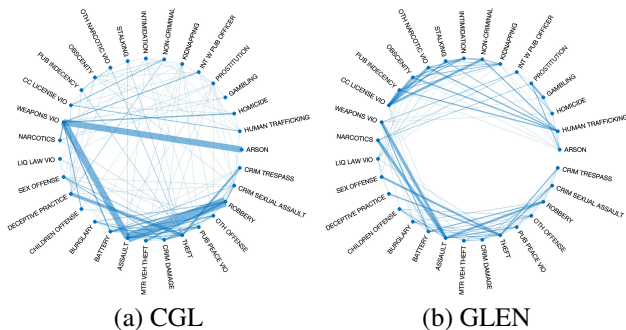 OTH NARCOTIC VIO
STALKING
INTIMIDATION
NON-CRIMINAL
KIDNAPPING
INT W PUB OFFICER
PROSTITUTION
GAMBLING
HOMICIDE
HUMAN TRAFFICKING
ARSON
CRIM TRESPASS
CRIM SEXUAL ASSAULT
ROBBERY
OTH OFFENSE
PUB PEACE VIO
THEFT
CRIM DAMAGE
MTR VEH THEFT
ASSAULT
BATTERY
BURGLARY
CHILDREN OFFENSE
DECEPTIVE PRACTICE
SEX OFFENSE
LIQ LAW VIO
NARCOTICS
WEAPONS VIO
CC LICENSE VIO
PUB INDECENCY
OBSCENITY
(a) CGL
OTH NARCOTIC VIO
STALKING
INTIMIDATION
NON-CRIMINAL
KIDNAPPING
INT W PUB OFFICER
PROSTITUTION
GAMBLING
HOMICIDE
HUMAN TRAFFICKING
ARSON
CRIM TRESPASS
CRIM SEXUAL ASSAULT
ROBBERY
OTH OFFENSE
PUB PEACE VIO
THEFT
CRIM DAMAGE
MTR VEH THEFT
ASSAULT
BATTERY
BURGLARY
CHILDREN OFFENSE
DECEPTIVE PRACTICE
SEX OFFENSE
LIQ LAW VIO
NARCOTICS
WEAPONS VIO
CC LICENSE VIO
PUB INDECENCY
OBSCENITY
(b) GLEN